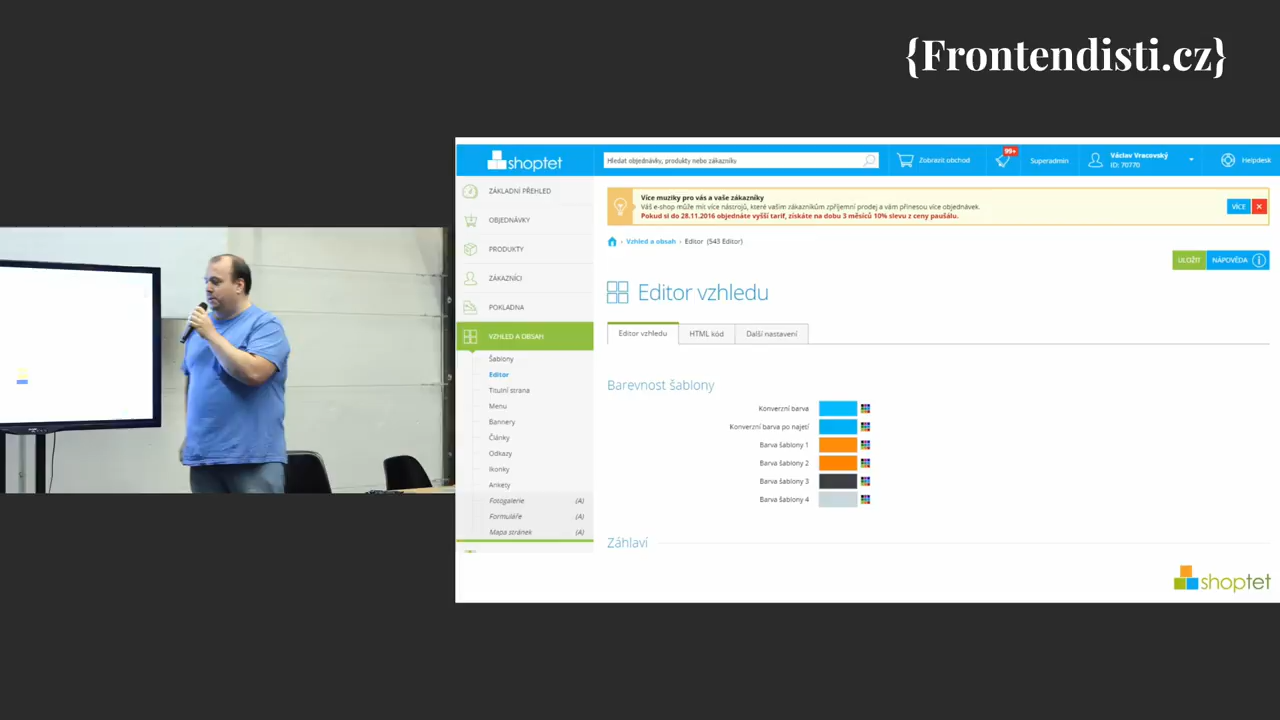 {Frontendisti.cz}
shoptet
Hledat objednávky, produkty nebo zákazníky
Zobrazit obchod
99+
Superadmin
Václav Vracovský
ID: 70770
Helpdesk
ZÁKLADNÍ PŘEHLED
OBJEDNÁVKY
PRODUKTY
ZÁKAZNÍCI
POKLADNA
VZHLED A OBSAH
Šablony
Editor
Titulní strana
Menu
Bannery
Články
Odkazy
Ikonky
Ankety
Fotogalerie (A)
Formuláře (A)
Mapa stránek (A)
Více muziky pro vás a vaše zákazníky
Váš e-shop může mít více nástrojů, které vašim zákazníkům zpříjemní prodej a vám přinesou více objednávek.
Pokud si do 28.11.2016 objednáte vyšší tarif, získáte na dobu 3 měsíců 10% slevu z ceny paušálu.
VÍCE
Vzhled a obsah › Editor (543 Editor)
ULOŽIT
NÁPOVĚDA
Editor vzhledu
Editor vzhledu
HTML kód
Další nastavení
Barevnost šablony
Konverzní barva
Konverzní barva po najetí
Barva šablony 1
Barva šablony 2
Barva šablony 3
Barva šablony 4
Záhlaví
shoptet